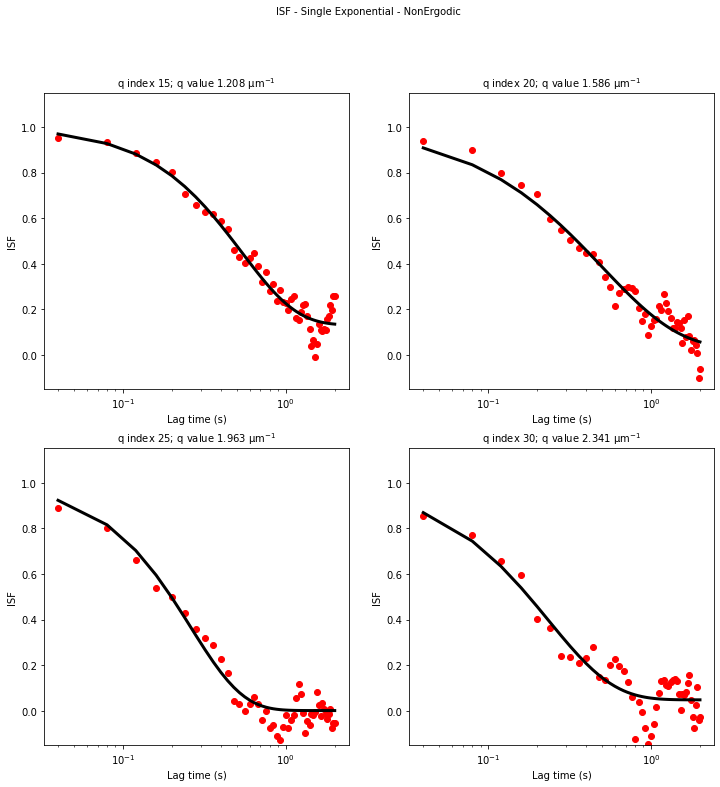 ISF - Single Exponential - NonErgodic
q index 15; q value 1.208 μm⁻¹
q index 20; q value 1.586 μm⁻¹
1.0
0.8
0.6
0.4
0.2
0.0
ISF
10⁻¹
10⁰
Lag time (s)
1.0
0.8
0.6
0.4
0.2
0.0
ISF
10⁻¹
10⁰
Lag time (s)
q index 25; q value 1.963 μm⁻¹
q index 30; q value 2.341 μm⁻¹
1.0
0.8
0.6
0.4
0.2
0.0
ISF
10⁻¹
10⁰
Lag time (s)
1.0
0.8
0.6
0.4
0.2
0.0
ISF
10⁻¹
10⁰
Lag time (s)